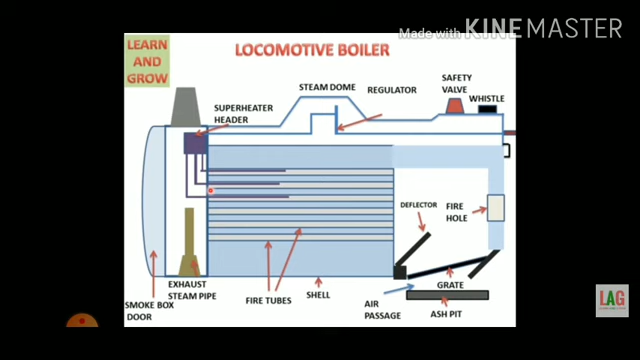 Made with KINEMASTER
LEARN
AND
GROW
LOCOMOTIVE BOILER
STEAM DOME
REGULATOR
SAFETY
VALVE
WHISTLE
SUPERHEATER
HEADER
DEFLECTOR
FIRE
HOLE
EXHAUST
STEAM PIPE
FIRE TUBES
SHELL
GRATE
SMOKE BOX
DOOR
AIR
PASSAGE
ASH PIT
LAG